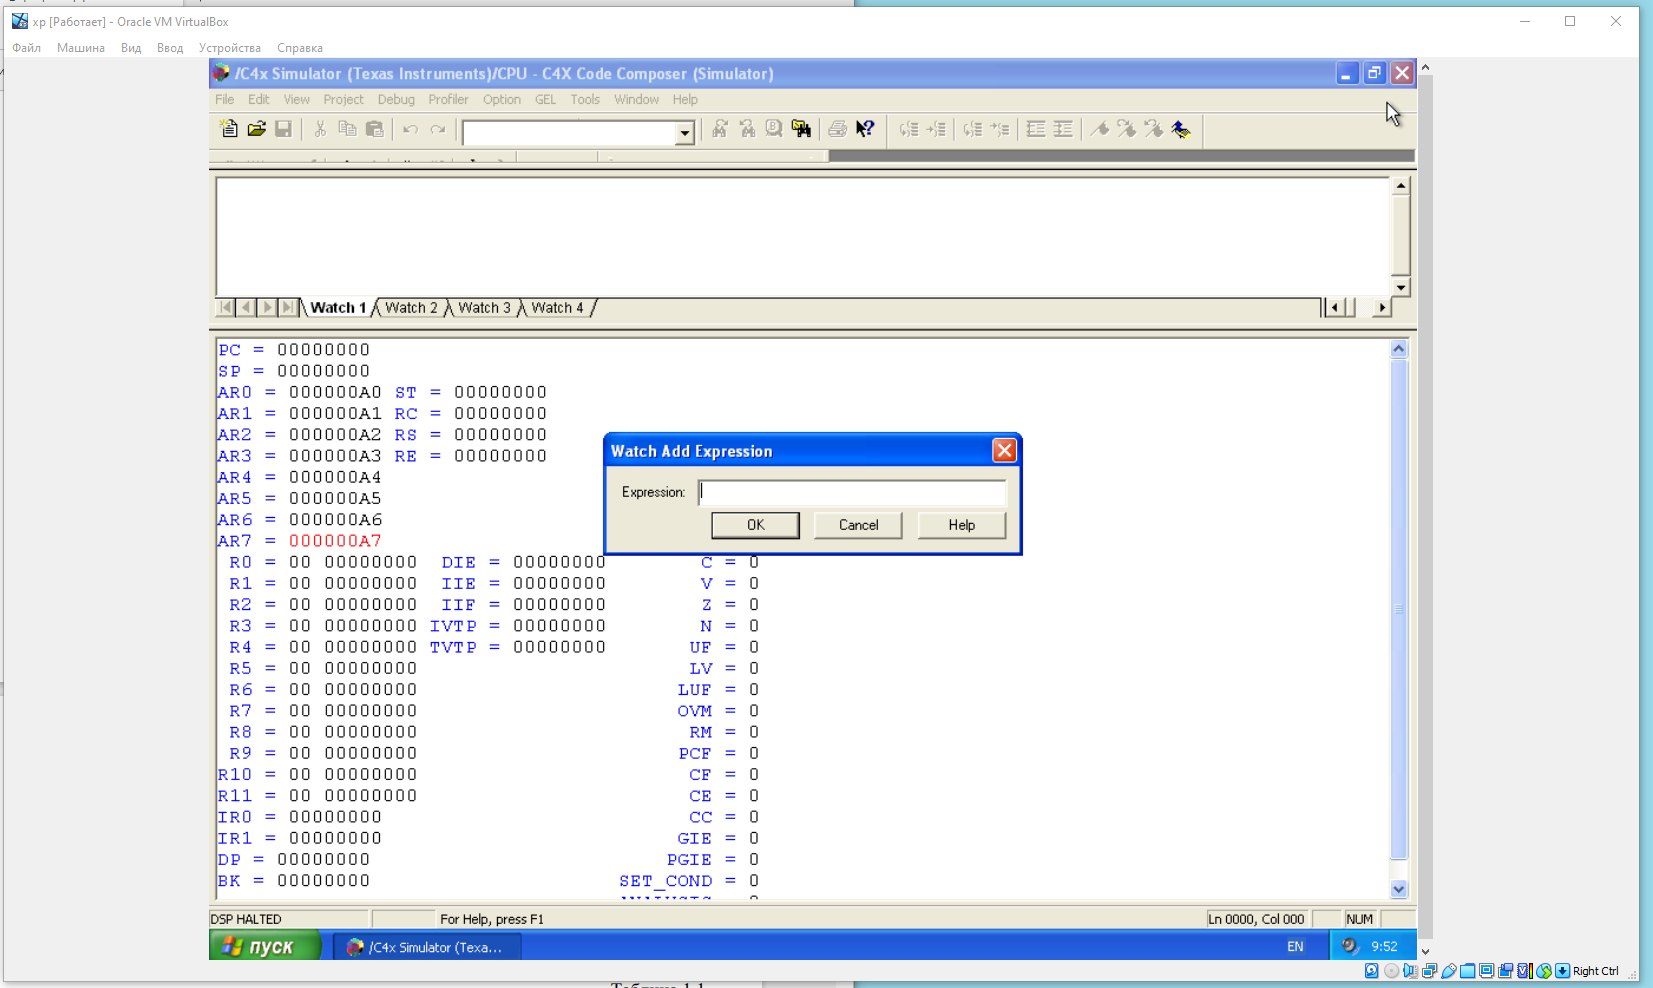 xp [Работает] - Oracle VM VirtualBox
Файл Машина Вид Ввод Устройства Справка
/C4x Simulator (Texas Instruments)/CPU - C4X Code Composer (Simulator)
File Edit View Project Debug Profiler Option GEL Tools Window Help
Watch 1 Watch 2 Watch 3 Watch 4
PC = 00000000
SP = 00000000
AR0 = 000000A0 ST = 00000000
AR1 = 000000A1 RC = 00000000
AR2 = 000000A2 RS = 00000000
AR3 = 000000A3 RE = 00000000
AR4 = 000000A4
AR5 = 000000A5
AR6 = 000000A6
AR7 = 000000A7
Watch Add Expression
Expression:
OK Cancel Help
R0 = 00 00000000 DIE = 00000000 C = 0
R1 = 00 00000000 IIE = 00000000 V = 0
R2 = 00 00000000 IIF = 00000000 Z = 0
R3 = 00 00000000 IVTP = 00000000 N = 0
R4 = 00 00000000 TVTP = 00000000 UF = 0
R5 = 00 00000000 LV = 0
R6 = 00 00000000 LUF = 0
R7 = 00 00000000 OVM = 0
R8 = 00 00000000 RM = 0
R9 = 00 00000000 PCF = 0
R10 = 00 00000000 CF = 0
R11 = 00 00000000 CE = 0
IR0 = 00000000 CC = 0
IR1 = 00000000 GIE = 0
DP = 00000000 PGIE = 0
BK = 00000000 SET_COND = 0
DSP HALTED For Help, press F1 Ln 0000, Col 000 NUM
пуск /C4x Simulator (Texa... EN 9:52
Right Ctrl